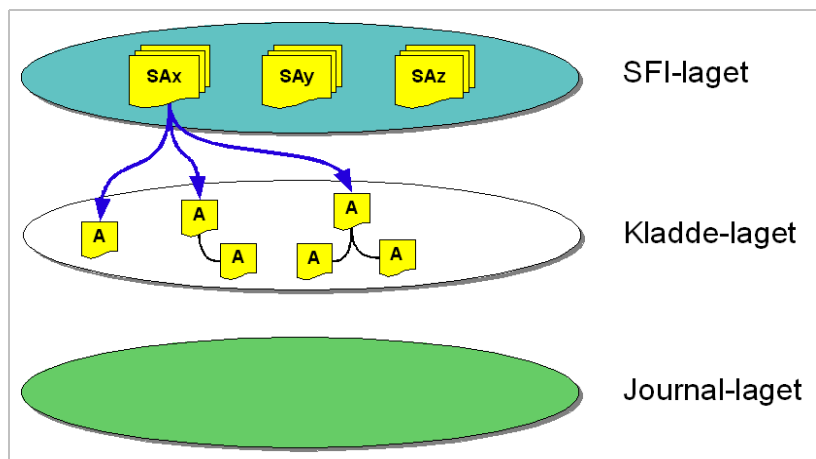 SAx SAy SAz SFI-laget
A A A Kladde-laget
A A A
Journal-laget